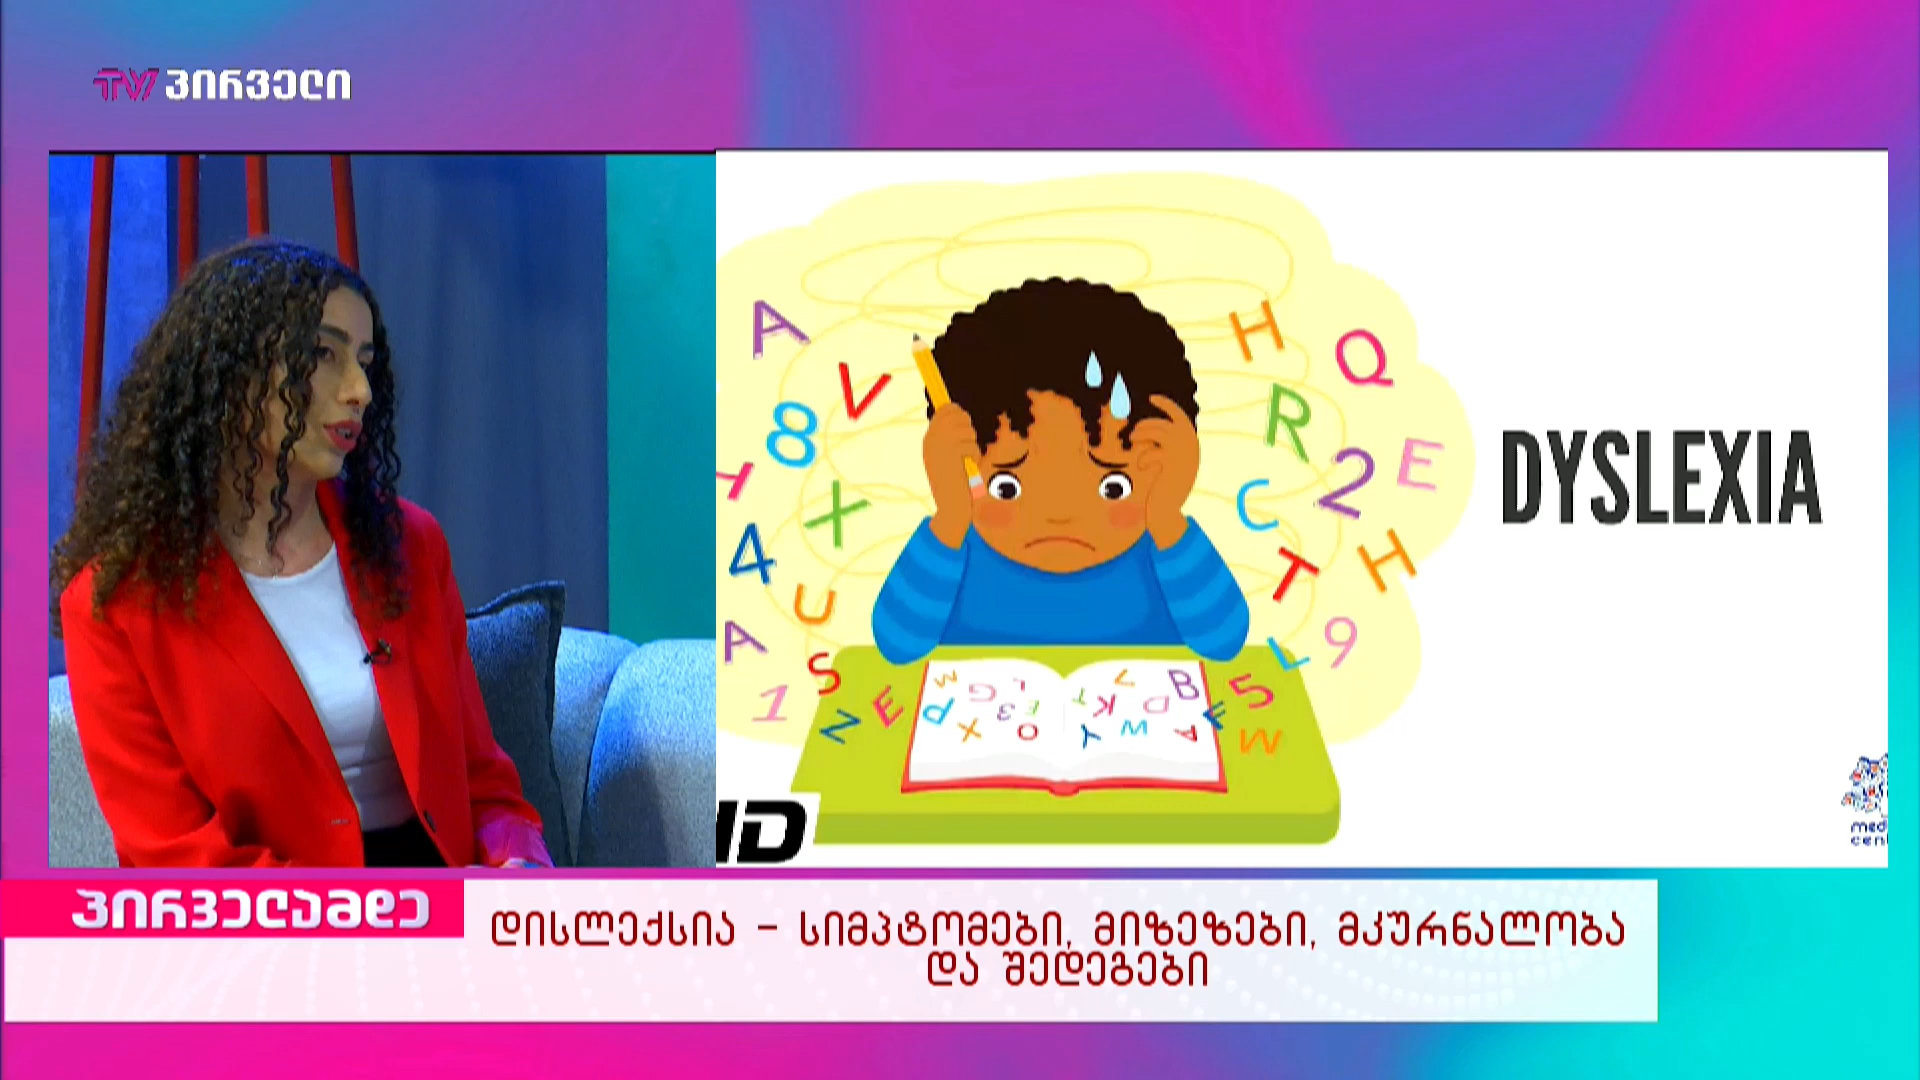 TV პირველი
DYSLEXIA
პირველამდე
დისლექსია - სიმპტომები, მიზეზები, მკურნალობა
და შედეგები